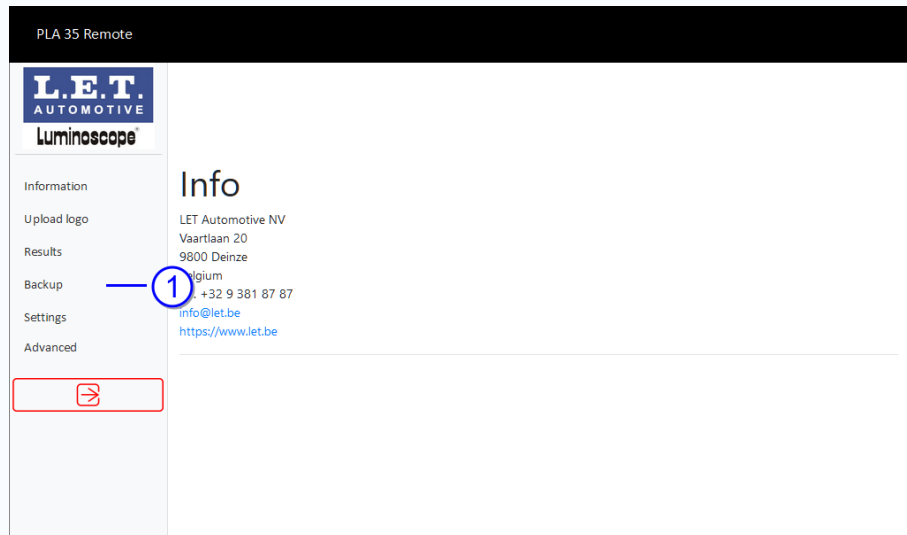 PLA 35 Remote
L.E.T.
AUTOMOTIVE
Luminoscope®
Information
Upload logo
Results
Backup
Settings
Advanced
1
Info
LET Automotive NV
Vaartlaan 20
9800 Deinze
elgium
. +32 9 381 87 87
info@let.be
https://www.let.be